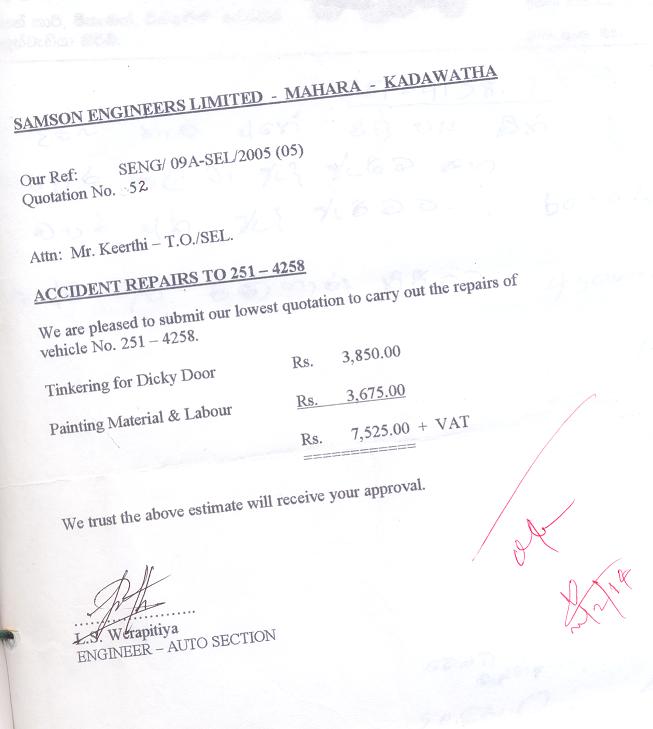 SAMSON ENGINEERS LIMITED - MAHARA - KADAWATHA
Our Ref: SENG/ 09A-SEL/2005 (05)
Quotation No. 52
Attn: Mr. Keerthi – T.O./SEL.
ACCIDENT REPAIRS TO 251 – 4258
We are pleased to submit our lowest quotation to carry out the repairs of
vehicle No. 251 – 4258.
Tinkering for Dicky Door Rs. 3,850.00
Painting Material & Labour Rs. 3,675.00
Rs. 7,525.00 + VAT
We trust the above estimate will receive your approval.
L.S. Werapitiya
ENGINEER – AUTO SECTION